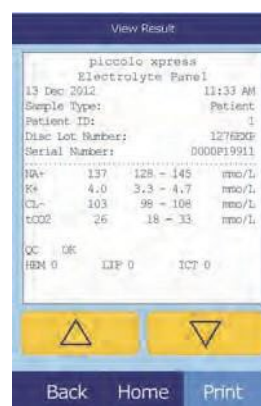 View Result
piccolo xpress
Electrolyte Panel
13 Dec 2012 11:33 AM
Sample Type: Patient
Patient ID: 1
Disc Lot Number: 1276EXP
Serial Number: 0000P19911
NA+ 137 128 - 145 mmo/L
K+ 4.0 3.3 - 4.7 mmo/L
CL- 103 98 - 108 mmo/L
tCO2 26 18 - 33 mmo/L
QC OK
HEM 0 LIP 0 ICT 0
Back Home Print